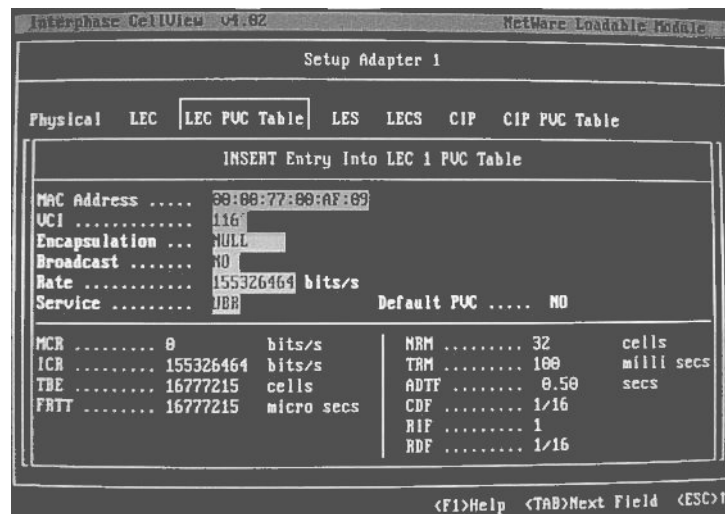 Interphase CellView v4.02 NetWare Loadable Module
Setup Adapter 1
Physical LEC LEC PVC Table LES LECS CIP CIP PVC Table
INSERT Entry Into LEC 1 PVC Table
MAC Address ..... 00:00:77:80:AF:09
VCI ............. 116
Encapsulation ... NULL
Broadcast ....... NO
Rate ............ 155326464 bits/s
Service ......... UBR Default PVC ..... NO
MCR ......... 0 bits/s
ICR ......... 155326464 bits/s
TBE ......... 16777215 cells
FRTT ........ 16777215 micro secs
NRM ......... 32 cells
TRM ......... 100 milli secs
ADTF ........ 0.50 secs
CDF ......... 1/16
RIF ......... 1
RDF ......... 1/16
<F1>Help <TAB>Next Field <ESC>